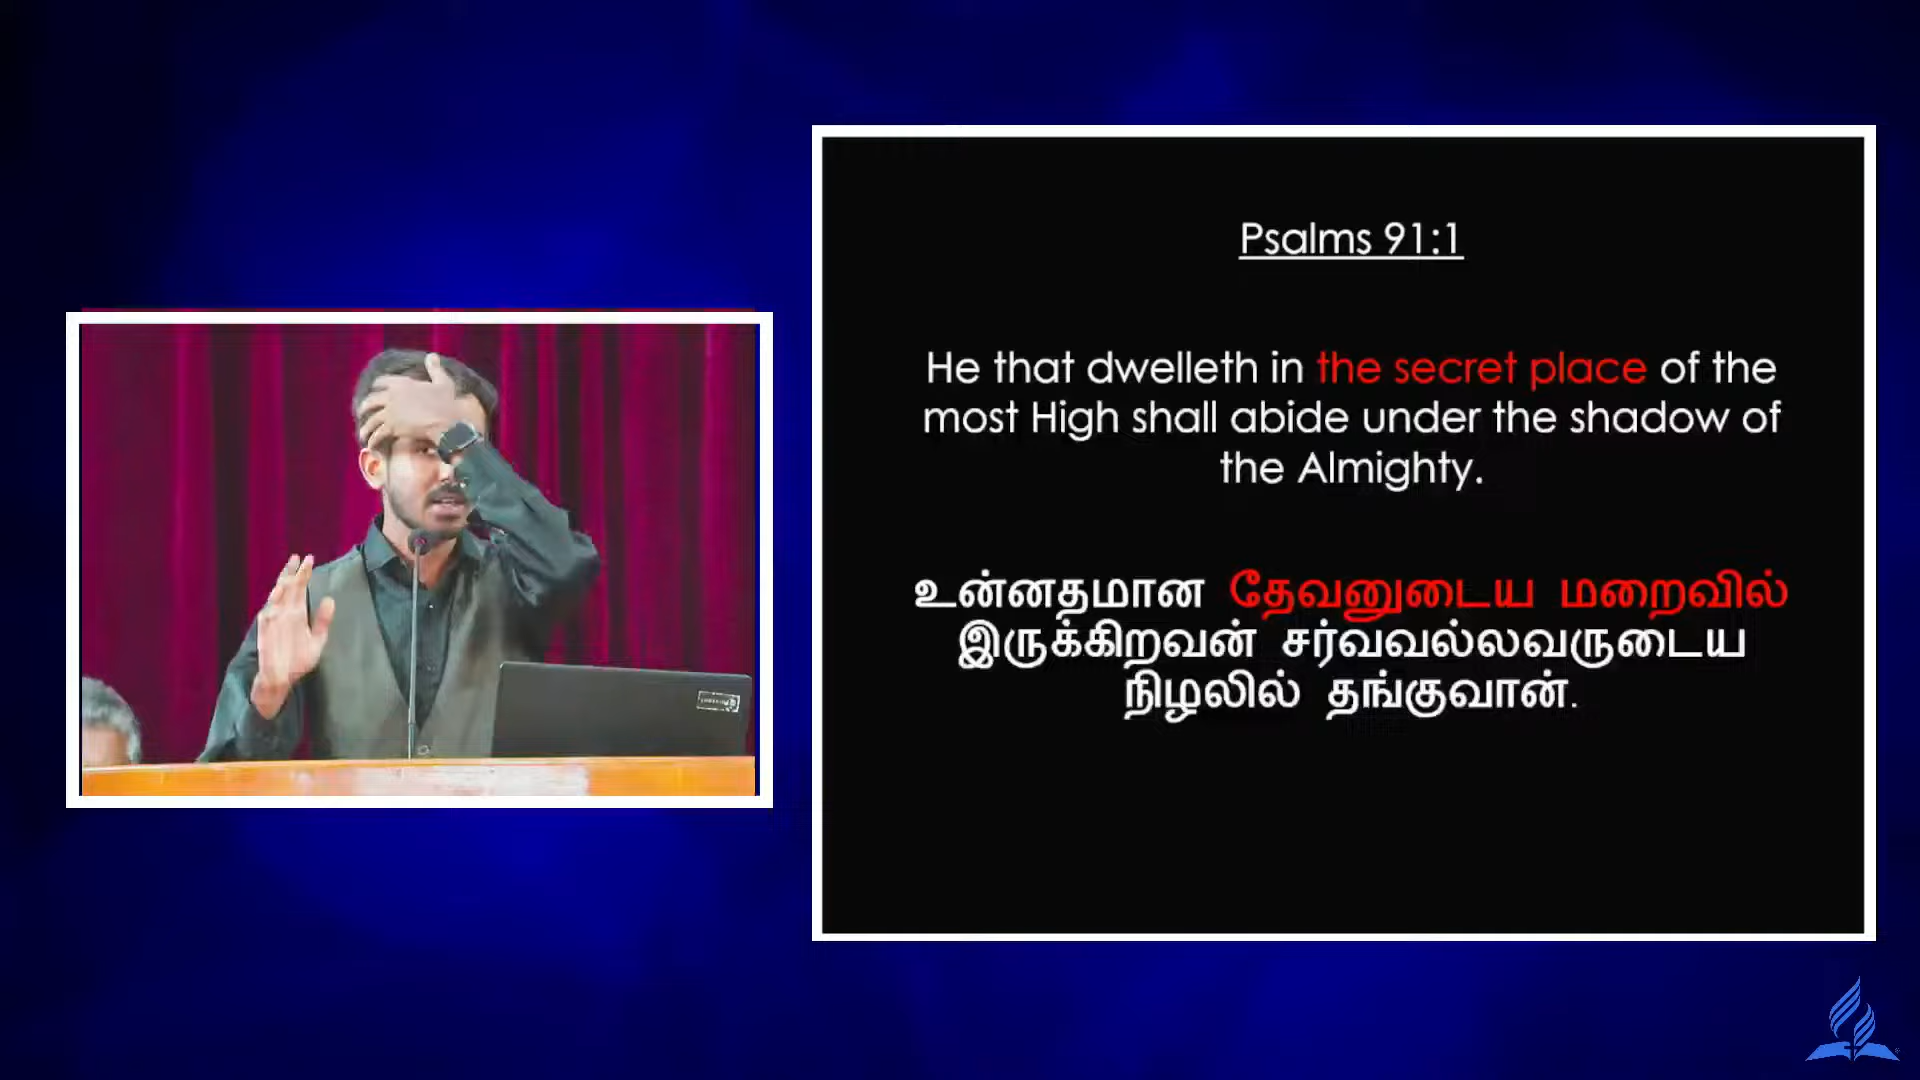 Psalms 91:1
He that dwelleth in the secret place of the
most High shall abide under the shadow of
the Almighty.
உன்னதமான தேவனுடைய மறைவில்
இருக்கிறவன் சர்வவல்லவருடைய
நிழலில் தங்குவான்.